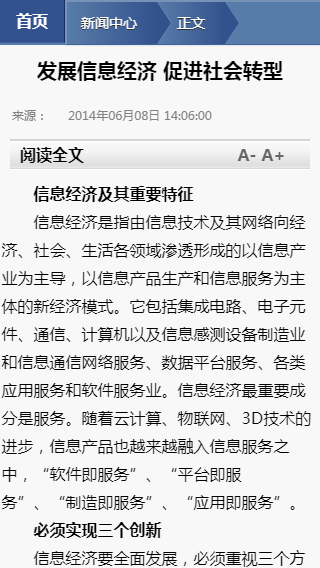 首页 新闻中心 正文
发展信息经济 促进社会转型
来源： 2014年06月08日 14:06:00
阅读全文 A- A+
信息经济及其重要特征
信息经济是指由信息技术及其网络向经
济、社会、生活各领域渗透形成的以信息产
业为主导，以信息产品生产和信息服务为主
体的新经济模式。它包括集成电路、电子元
件、通信、计算机以及信息感测设备制造业
和信息通信网络服务、数据平台服务、各类
应用服务和软件服务业。信息经济最重要成
分是服务。随着云计算、物联网、3D技术的
进步，信息产品也越来越融入信息服务之
中，“软件即服务”、“平台即服
务”、“制造即服务”、“应用即服务”。
必须实现三个创新
信息经济要全面发展，必须重视三个方